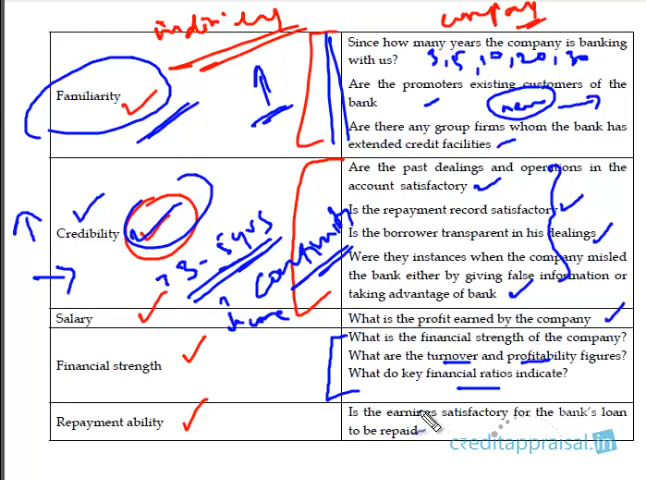 individual
company
Familiarity
Since how many years the company is banking
with us?
3, 5, 10, 20, 30
Are the promoters existing customers of the
bank
new
Are there any group firms whom the bank has
extended credit facilities
Credibility
3-5yrs
Continuity
Are the past dealings and operations in the
account satisfactory
Is the repayment record satisfactory
Is the borrower transparent in his dealings
Were they instances when the company misled
the bank either by giving false information or
taking advantage of bank
Salary
What is the profit earned by the company
Financial strength
What is the financial strength of the company?
What are the turnover and profitability figures?
What do key financial ratios indicate?
Repayment ability
Is the earnings satisfactory for the bank's loan
to be repaid
creditappraisal.in